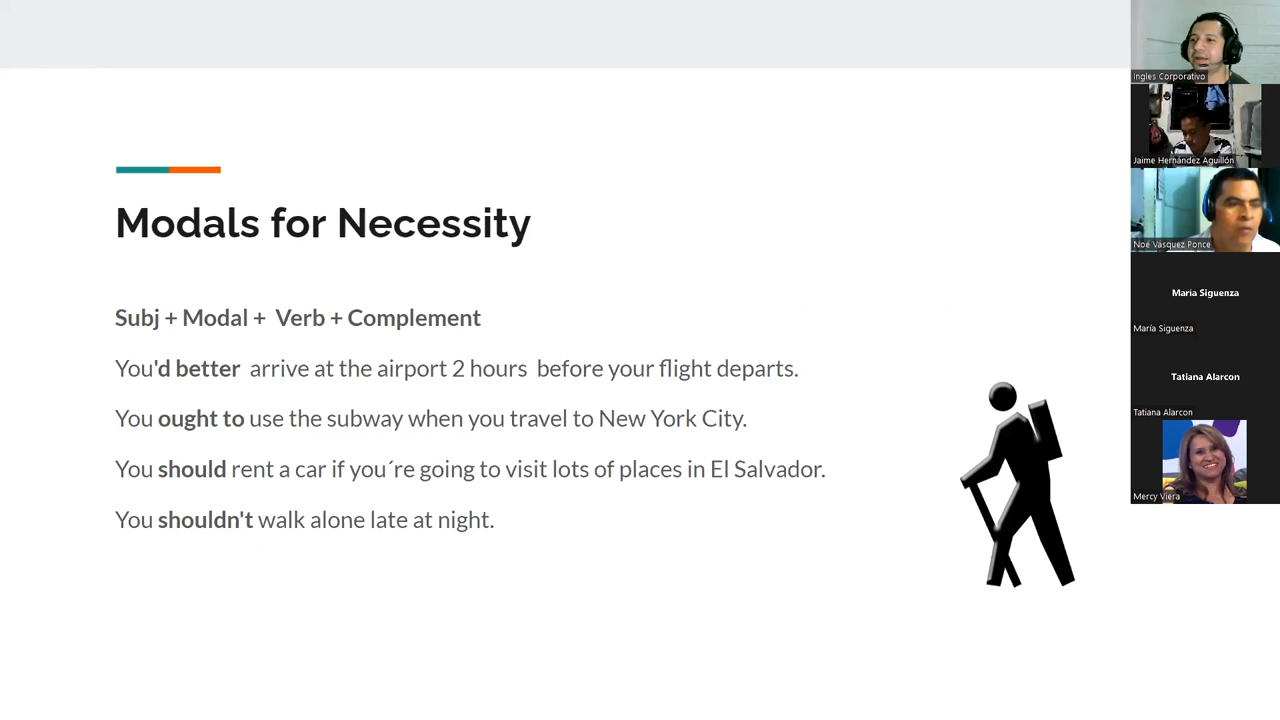 Modals for Necessity
Subj + Modal + Verb + Complement
You'd better arrive at the airport 2 hours before your flight departs.
You ought to use the subway when you travel to New York City.
You should rent a car if you´re going to visit lots of places in El Salvador.
You shouldn't walk alone late at night.
Ingles Corporativo
Jaime Hernández Aguillón
Noé Vásquez Ponce
María Siguenza
María Siguenza
Tatiana Alarcon
Tatiana Alarcon
Mercy Viera